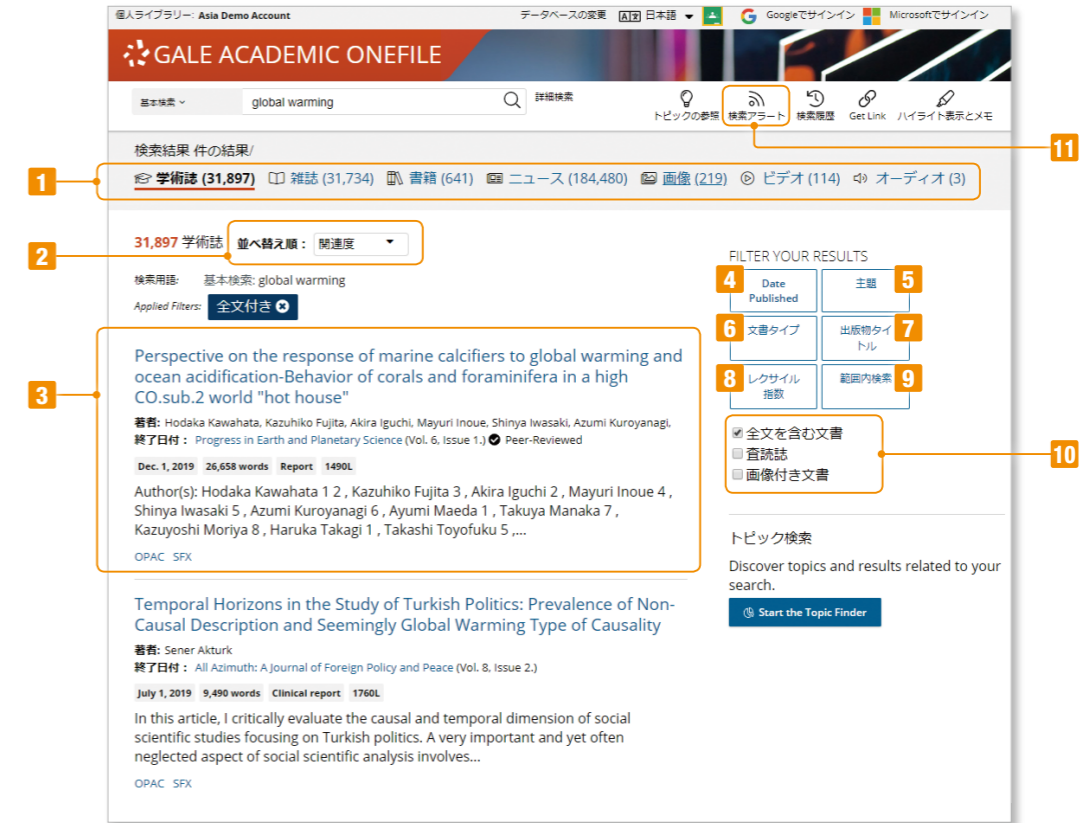 個人ライブラリー: Asia Demo Account データベースの変更 日本語 Googleでサインイン Microsoftでサインイン
GALE ACADEMIC ONEFILE
基本検索 global warming 詳細検索
トピックの参照 検索アラート 検索履歴 Get Link ハイライト表示とメモ
11
検索結果 件の結果/
1
学術誌 (31,897) 雑誌 (31,734) 書籍 (641) ニュース (184,480) 画像 (219) ビデオ (114) オーディオ (3)
2
31,897 学術誌 並べ替え順： 関連度
検索用語: 基本検索: global warming
Applied Filters: 全文付き
3
Perspective on the response of marine calcifiers to global warming and
ocean acidification-Behavior of corals and foraminifera in a high
CO.sub.2 world "hot house"
著者: Hodaka Kawahata, Kazuhiko Fujita, Akira Iguchi, Mayuri Inoue, Shinya Iwasaki, Azumi Kuroyanagi,
終了日付： Progress in Earth and Planetary Science (Vol. 6, Issue 1.) Peer-Reviewed
Dec. 1, 2019 26,658 words Report 1490L
Author(s): Hodaka Kawahata 1 2 , Kazuhiko Fujita 3 , Akira Iguchi 2 , Mayuri Inoue 4 ,
Shinya Iwasaki 5 , Azumi Kuroyanagi 6 , Ayumi Maeda 1 , Takuya Manaka 7 ,
Kazuyoshi Moriya 8 , Haruka Takagi 1 , Takashi Toyofuku 5 ,...
OPAC SFX
Temporal Horizons in the Study of Turkish Politics: Prevalence of Non-
Causal Description and Seemingly Global Warming Type of Causality
著者: Sener Akturk
終了日付： All Azimuth: A Journal of Foreign Policy and Peace (Vol. 8, Issue 2.)
July 1, 2019 9,490 words Clinical report 1760L
In this article, I critically evaluate the causal and temporal dimension of social
scientific studies focusing on Turkish politics. A very important and yet often
neglected aspect of social scientific analysis involves...
OPAC SFX
FILTER YOUR RESULTS
4 Date
Published
5 主題
6 文書タイプ
7 出版物タイ
トル
8 レクサイル
指数
9 範囲内検索
10
全文を含む文書
査読誌
画像付き文書
トピック検索
Discover topics and results related to your
search.
Start the Topic Finder